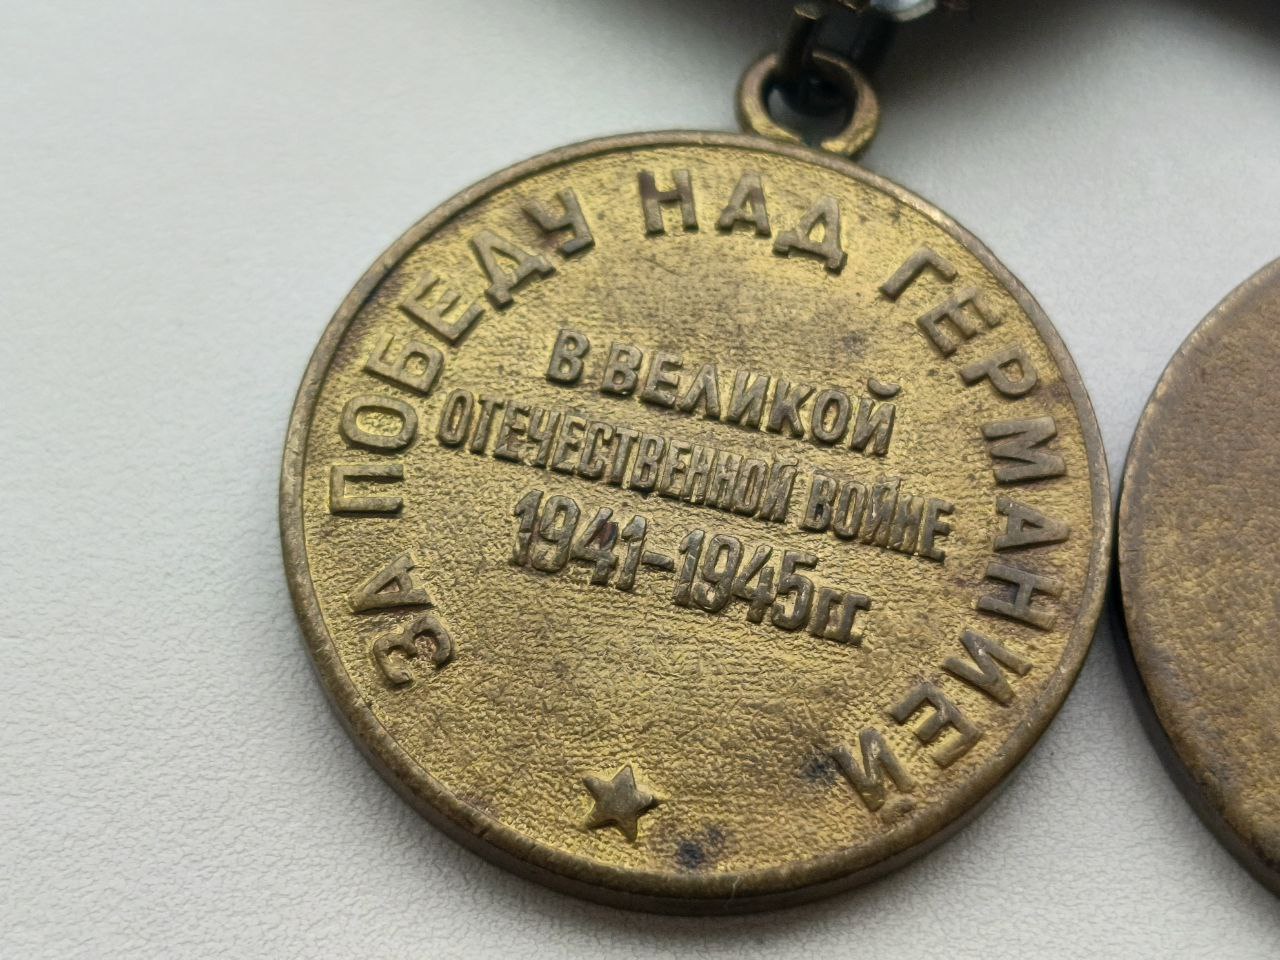 ЗА ПОБЕДУ НАД ГЕРМАНИЕЙ
В ВЕЛИКОЙ
ОТЕЧЕСТВЕННОЙ ВОЙНЕ
1941-1945гг